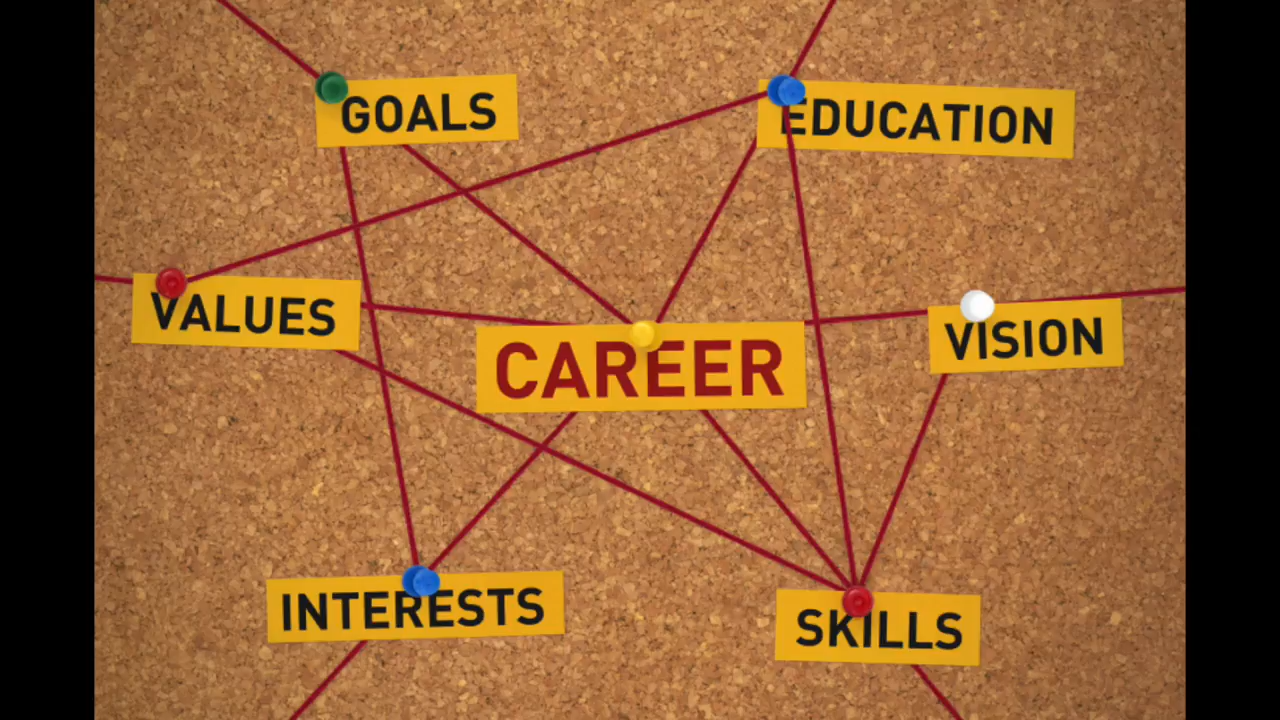 GOALS
EDUCATION
VALUES
CAREER
VISION
INTERESTS
SKILLS